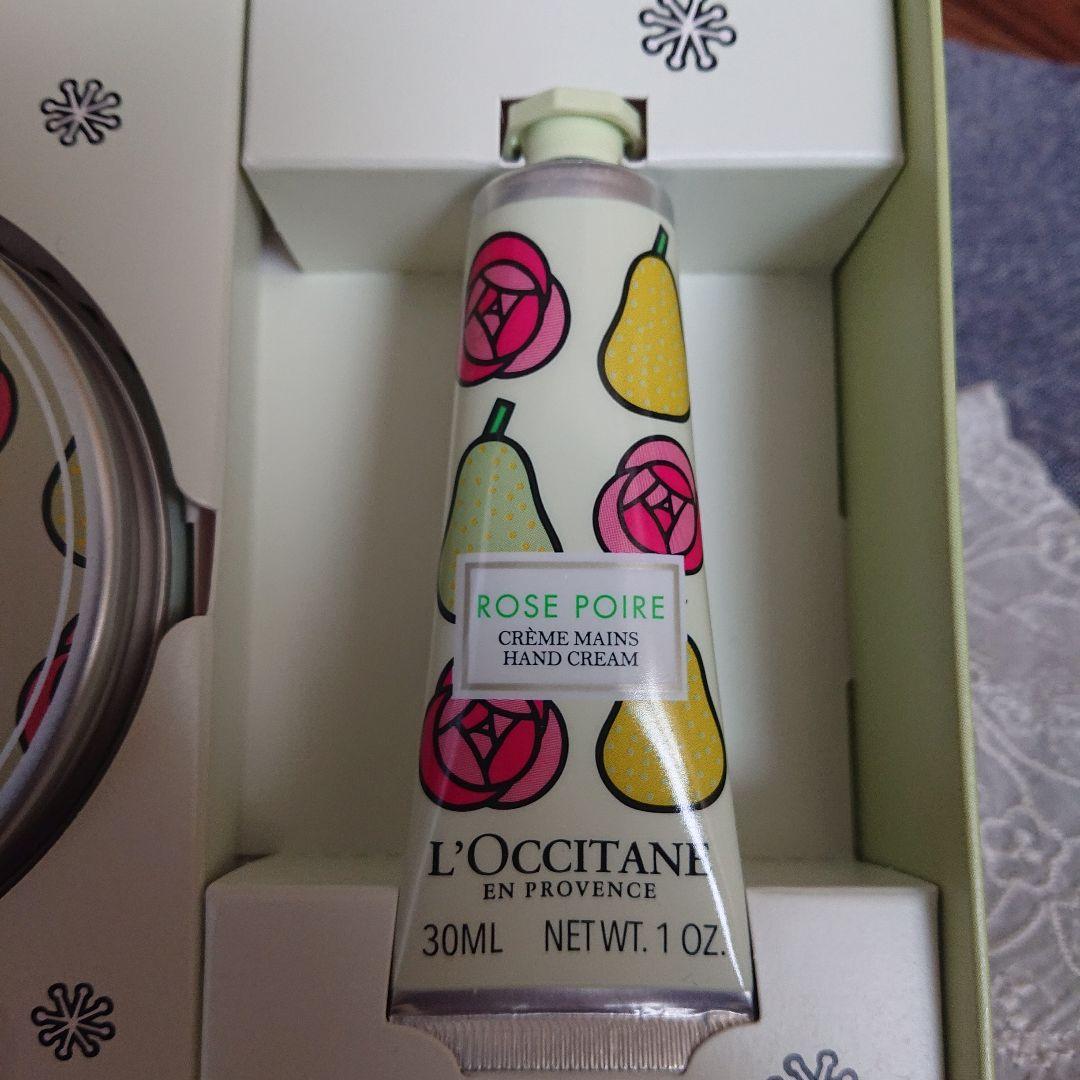 ROSE POIRE
CRÈME MAINS
HAND CREAM
L'OCCITANE
EN PROVENCE
30ML NET WT. 1 OZ.